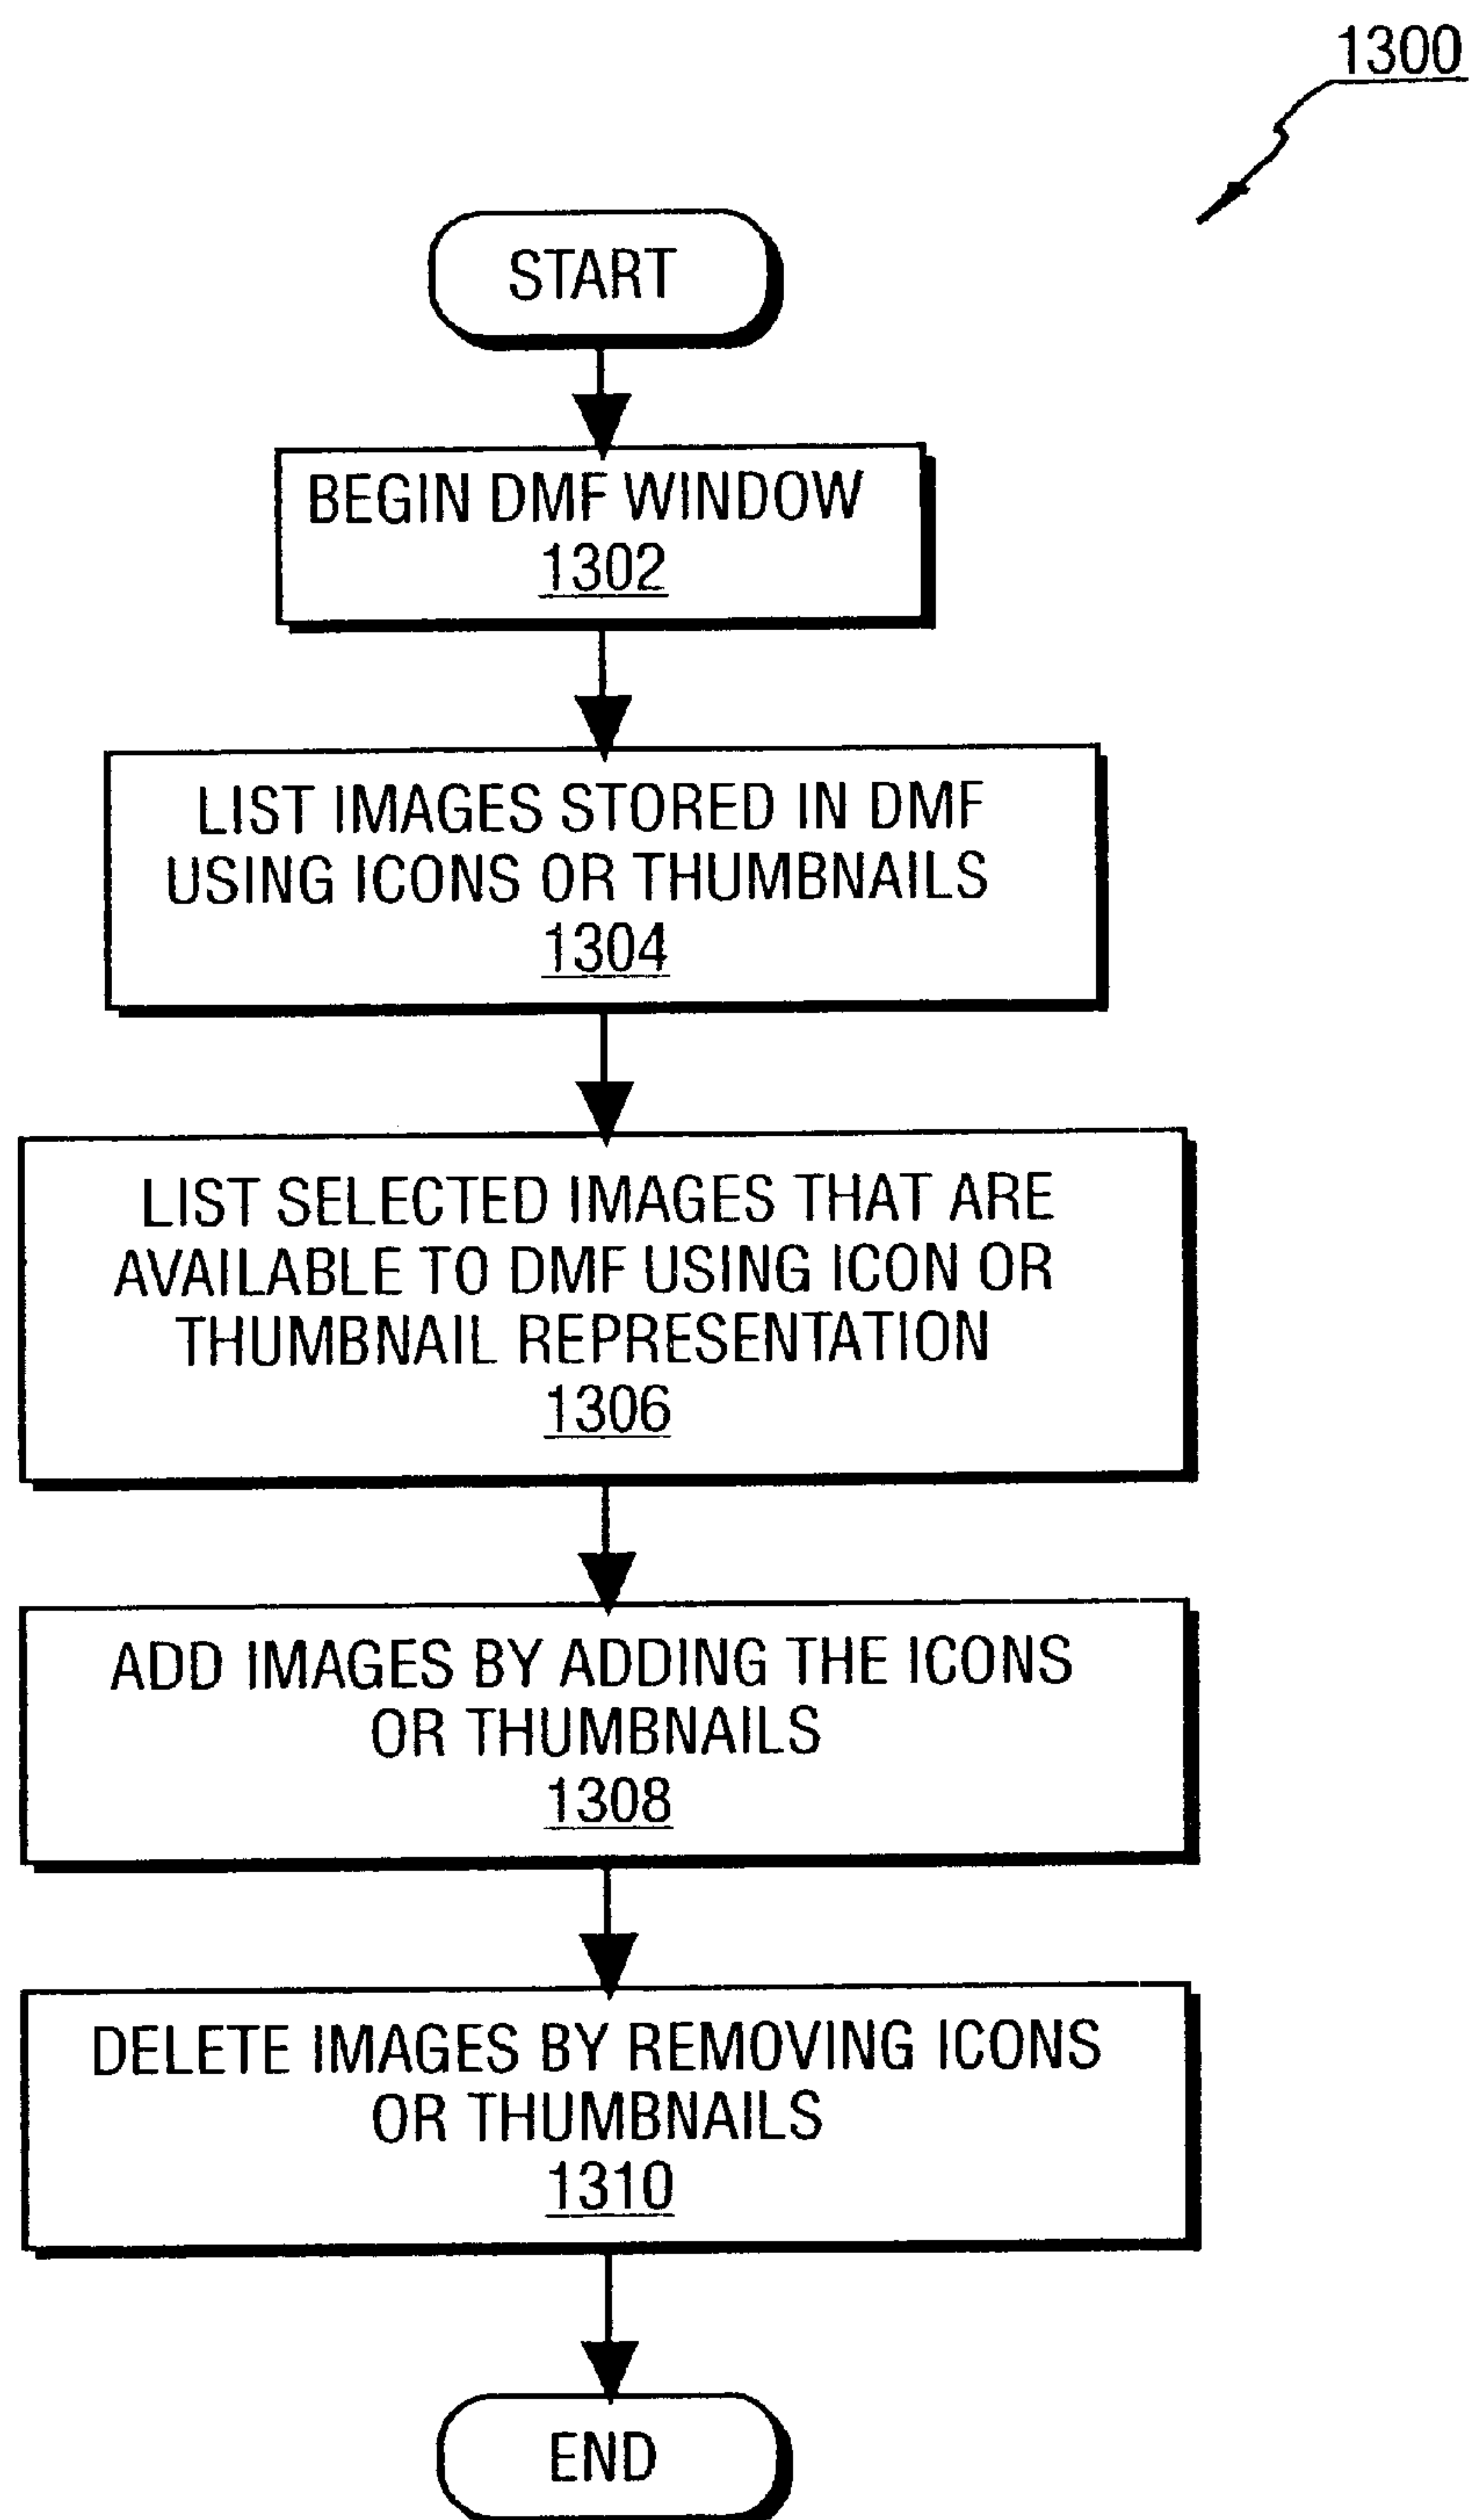 1300
START
BEGIN DMF WINDOW
1302
LIST IMAGES STORED IN DMF
USING ICONS OR THUMBNAILS
1304
LIST SELECTED IMAGES THAT ARE
AVAILABLE TO DMF USING ICON OR
THUMBNAIL REPRESENTATION
1306
ADD IMAGES BY ADDING THE ICONS
OR THUMBNAILS
1308
DELETE IMAGES BY REMOVING ICONS
OR THUMBNAILS
1310
END